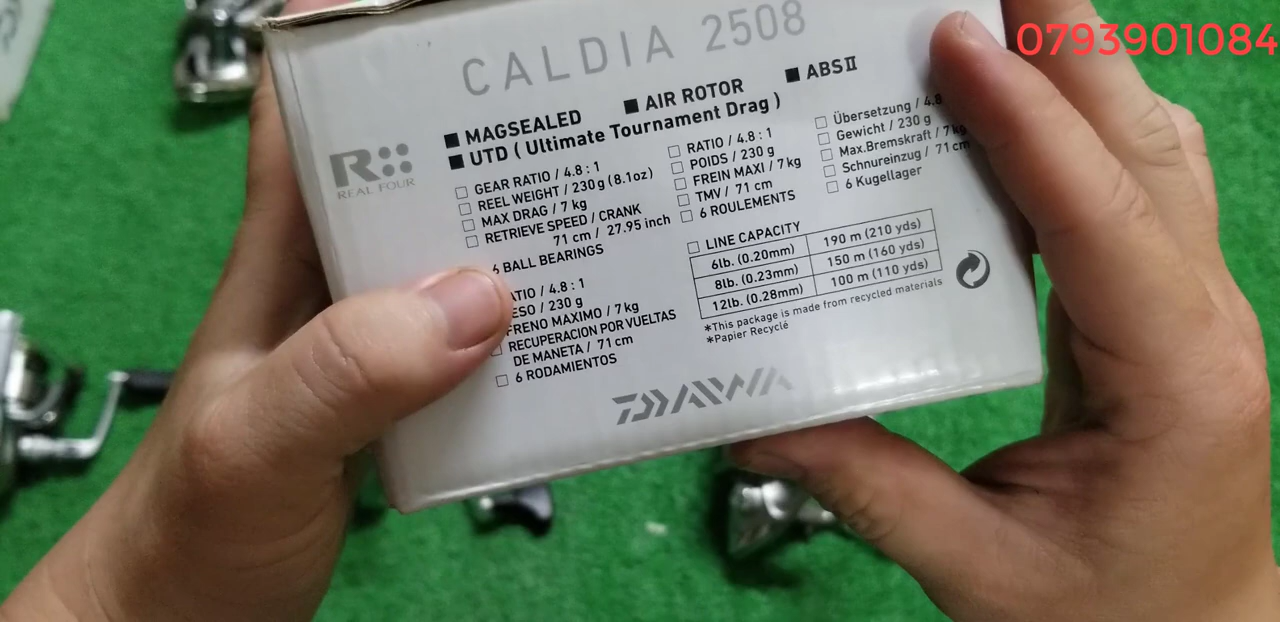 0793901084
CALDIA 2508
■ MAGSEALED ■ AIR ROTOR ■ ABSⅡ
■ UTD ( Ultimate Tournament Drag )
R
REAL FOUR
□ GEAR RATIO / 4.8 : 1
□ REEL WEIGHT / 230 g (8.1oz)
□ MAX DRAG / 7 kg
□ RETRIEVE SPEED / CRANK
71 cm / 27.95 inch
6 BALL BEARINGS
ATIO / 4.8 : 1
ESO / 230 g
FRENO MAXIMO / 7 kg
□ RECUPERACION POR VUELTAS
DE MANETA / 71 cm
□ 6 RODAMIENTOS
□ RATIO / 4.8 : 1
□ POIDS / 230 g
□ FREIN MAXI / 7 kg
□ TMV / 71 cm
□ 6 ROULEMENTS
□ Übersetzung / 4.8
□ Gewicht / 230 g
□ Max.Bremskraft / 7 kg
□ Schnureinzug / 71 cm
□ 6 Kugellager
□ LINE CAPACITY
6lb. (0.20mm) 190 m (210 yds)
8lb. (0.23mm) 150 m (160 yds)
12lb. (0.28mm) 100 m (110 yds)
*This package is made from recycled materials
*Papier Recyclé
DAIWA